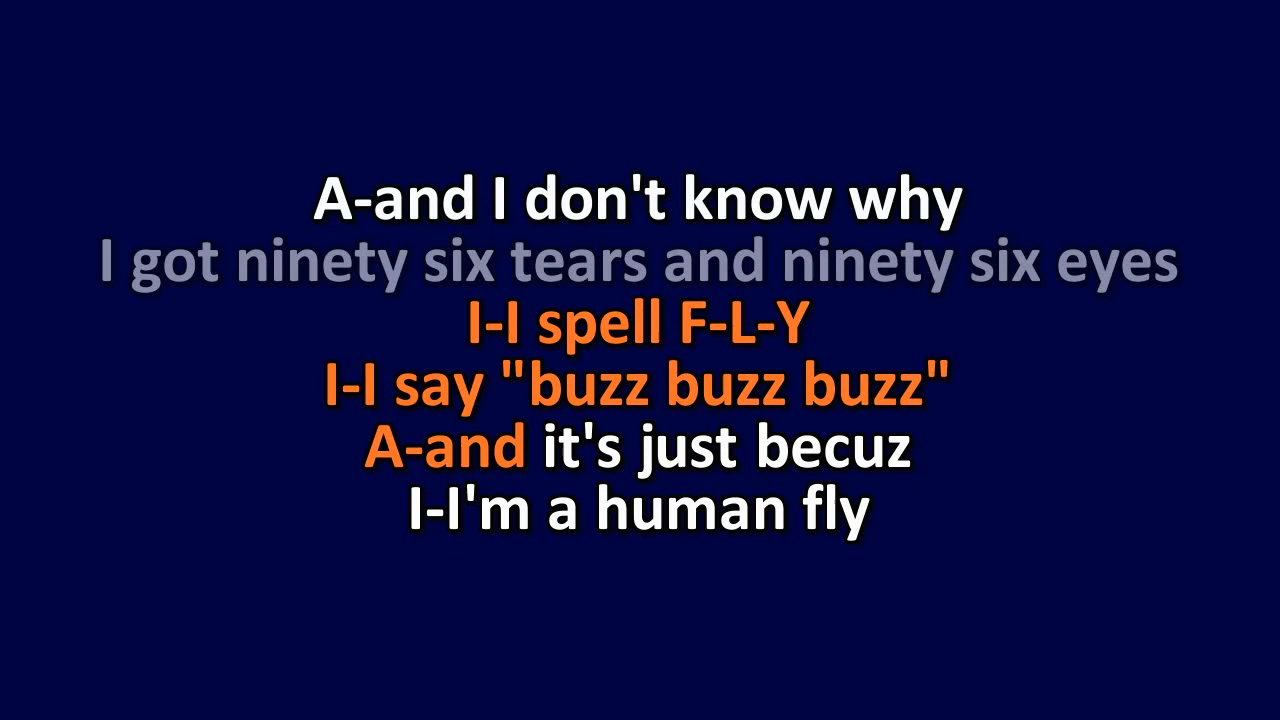 A-and I don't know why
I got ninety six tears and ninety six eyes
I-I spell F-L-Y
I-I say "buzz buzz buzz"
A-and it's just becuz
I-I'm a human fly